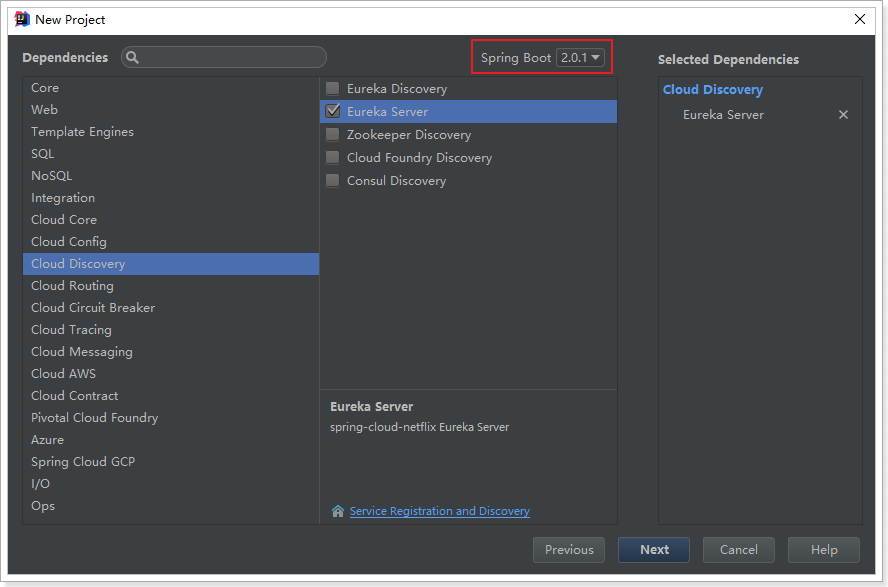 New Project
Dependencies
Spring Boot 2.0.1
Selected Dependencies
Core
Web
Template Engines
SQL
NoSQL
Integration
Cloud Core
Cloud Config
Cloud Discovery
Cloud Routing
Cloud Circuit Breaker
Cloud Tracing
Cloud Messaging
Cloud AWS
Cloud Contract
Pivotal Cloud Foundry
Azure
Spring Cloud GCP
I/O
Ops
Eureka Discovery
Eureka Server
Zookeeper Discovery
Cloud Foundry Discovery
Consul Discovery
Eureka Server
spring-cloud-netflix Eureka Server
Service Registration and Discovery
Cloud Discovery
Eureka Server
Previous
Next
Cancel
Help